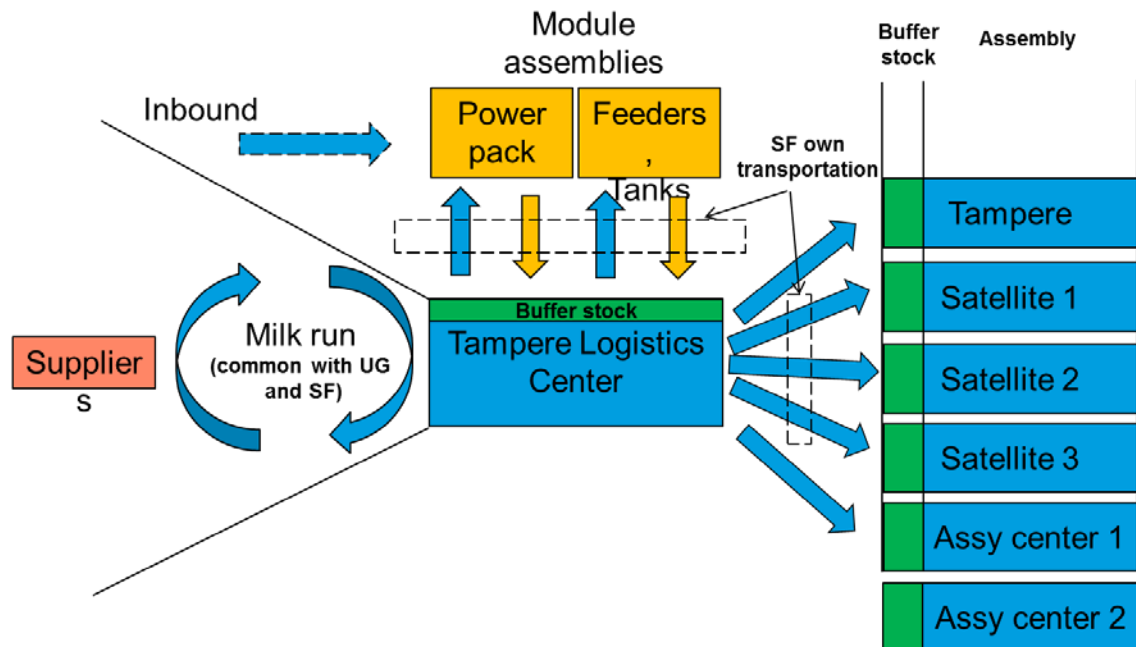 Module
assemblies
Inbound
Power
pack
Feeders
,
Tanks
SF own
transportation
Buffer
stock
Assembly
Suppliers
Milk run
(common with UG
and SF)
Buffer stock
Tampere Logistics
Center
Tampere
Satellite 1
Satellite 2
Satellite 3
Assy center 1
Assy center 2